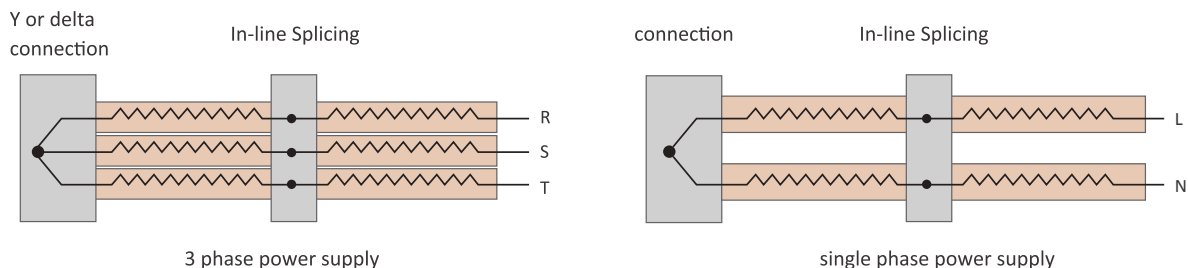 Y or delta
connection
In-line Splicing
R
S
T
3 phase power supply
connection
In-line Splicing
L
N
single phase power supply